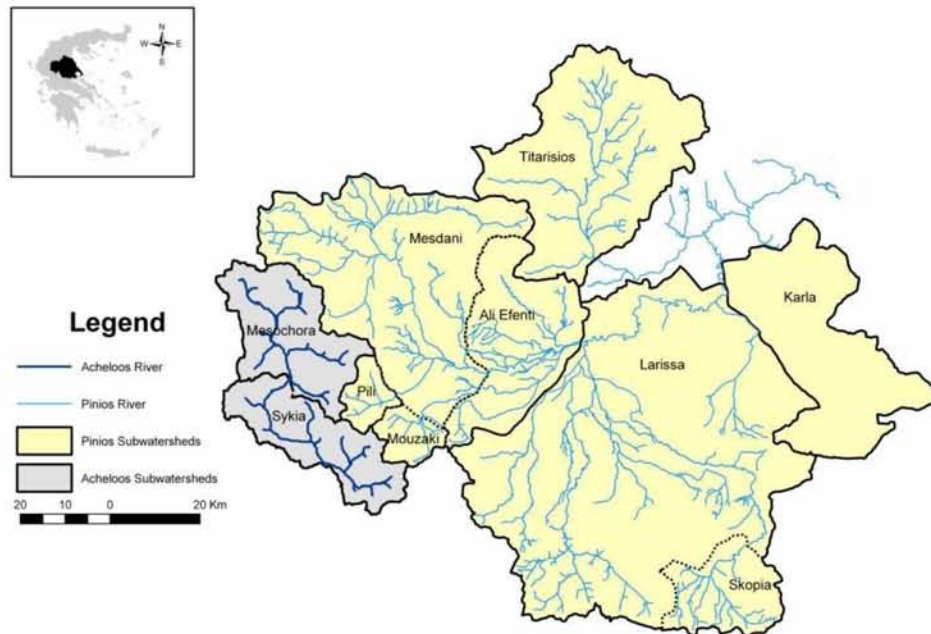 N
W E
S
Titarisios
Mesdani
Karla
Ali Efenti
Mesochora
Larissa
Pili
Sykia
Mouzaki
Skopia
Legend
Acheloos River
Pinios River
Pinios Subwatersheds
Acheloos Subwatersheds
20 10 0 20 Km